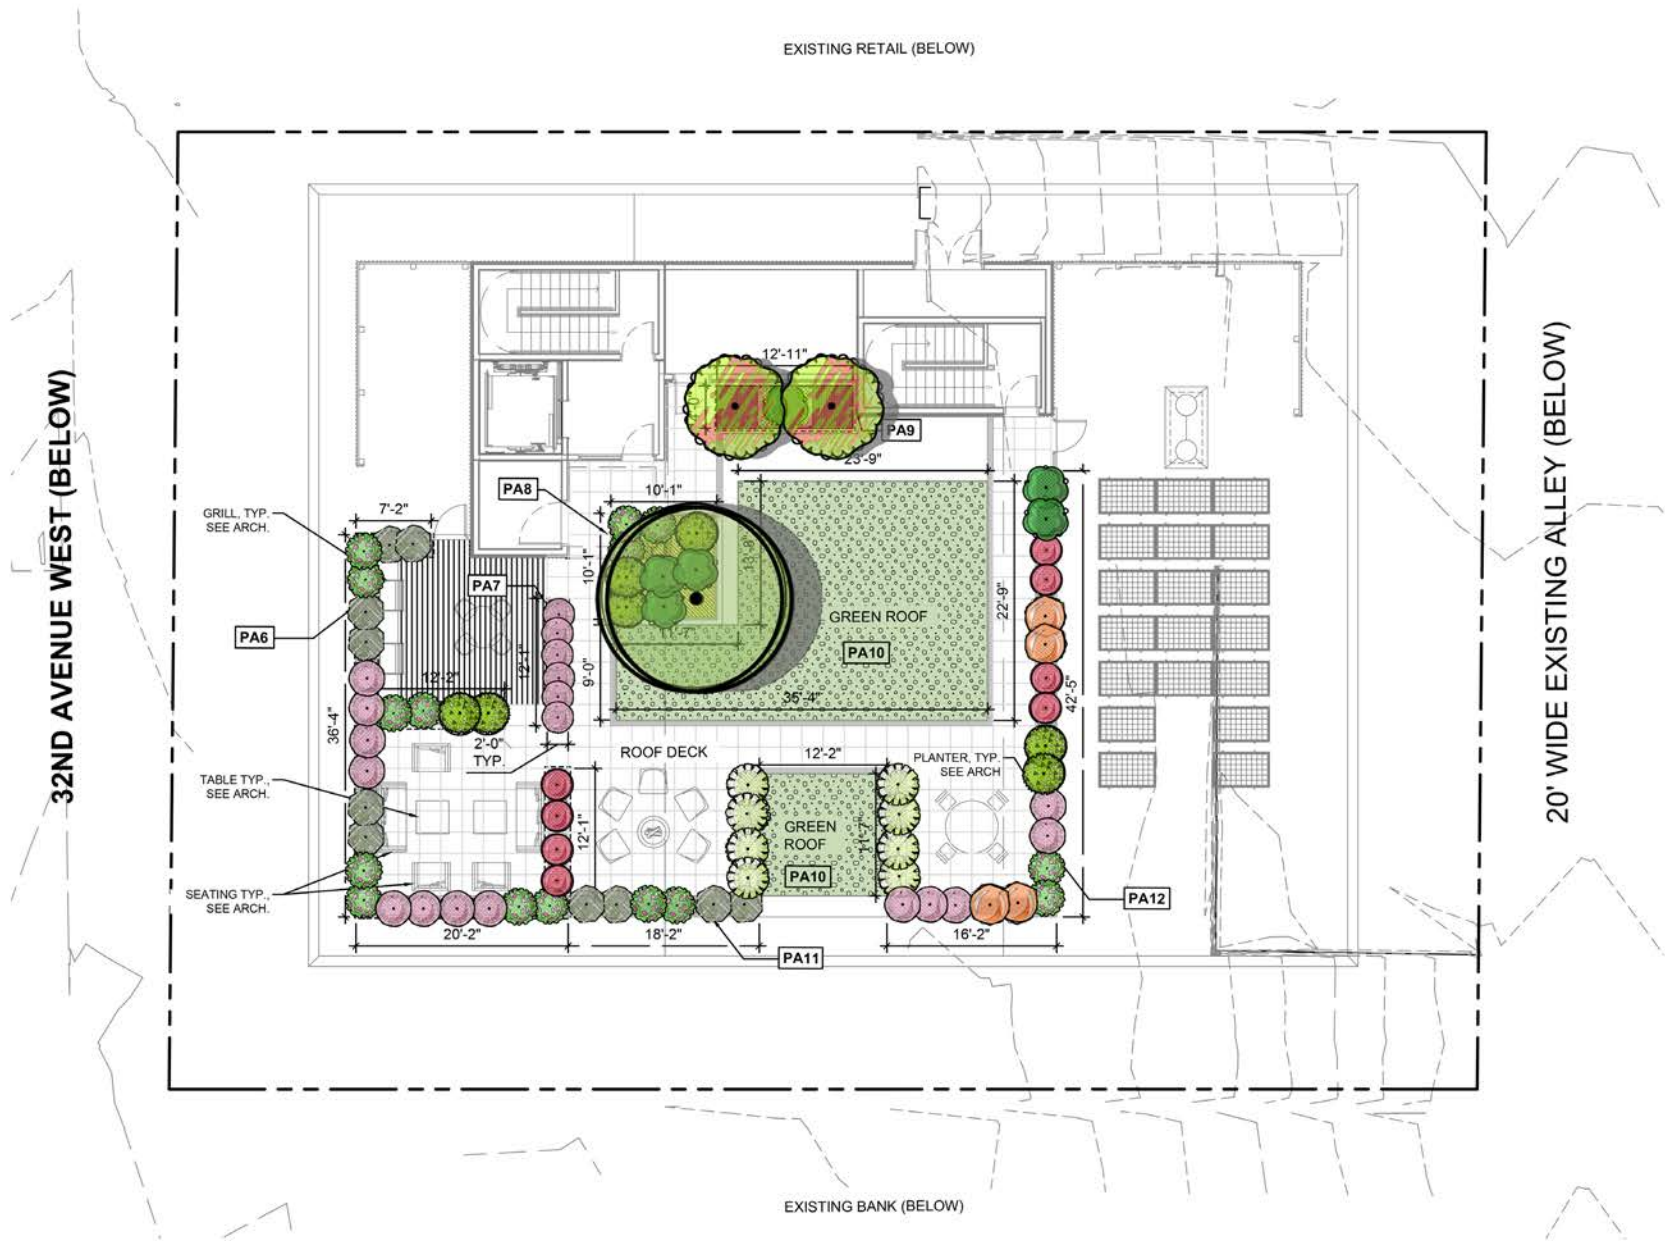 EXISTING RETAIL (BELOW)
32ND AVENUE WEST (BELOW)
20' WIDE EXISTING ALLEY (BELOW)
12'-11"
PA9
23'-9"
PA8
10'-1"
7'-2"
GRILL, TYP.
SEE ARCH.
10'-1"
13'-8"
PA7
22'-9"
GREEN ROOF
PA6
11'-7"
PA10
12'-1"
12'-2"
9'-0"
35'-4"
42'-5"
36'-4"
2'-0"
TYP.
ROOF DECK
12'-2"
PLANTER, TYP.
SEE ARCH
TABLE TYP.,
SEE ARCH.
12'-1"
GREEN
ROOF
11'-7"
PA10
SEATING TYP.,
SEE ARCH.
PA12
20'-2"
18'-2"
16'-2"
PA11
EXISTING BANK (BELOW)